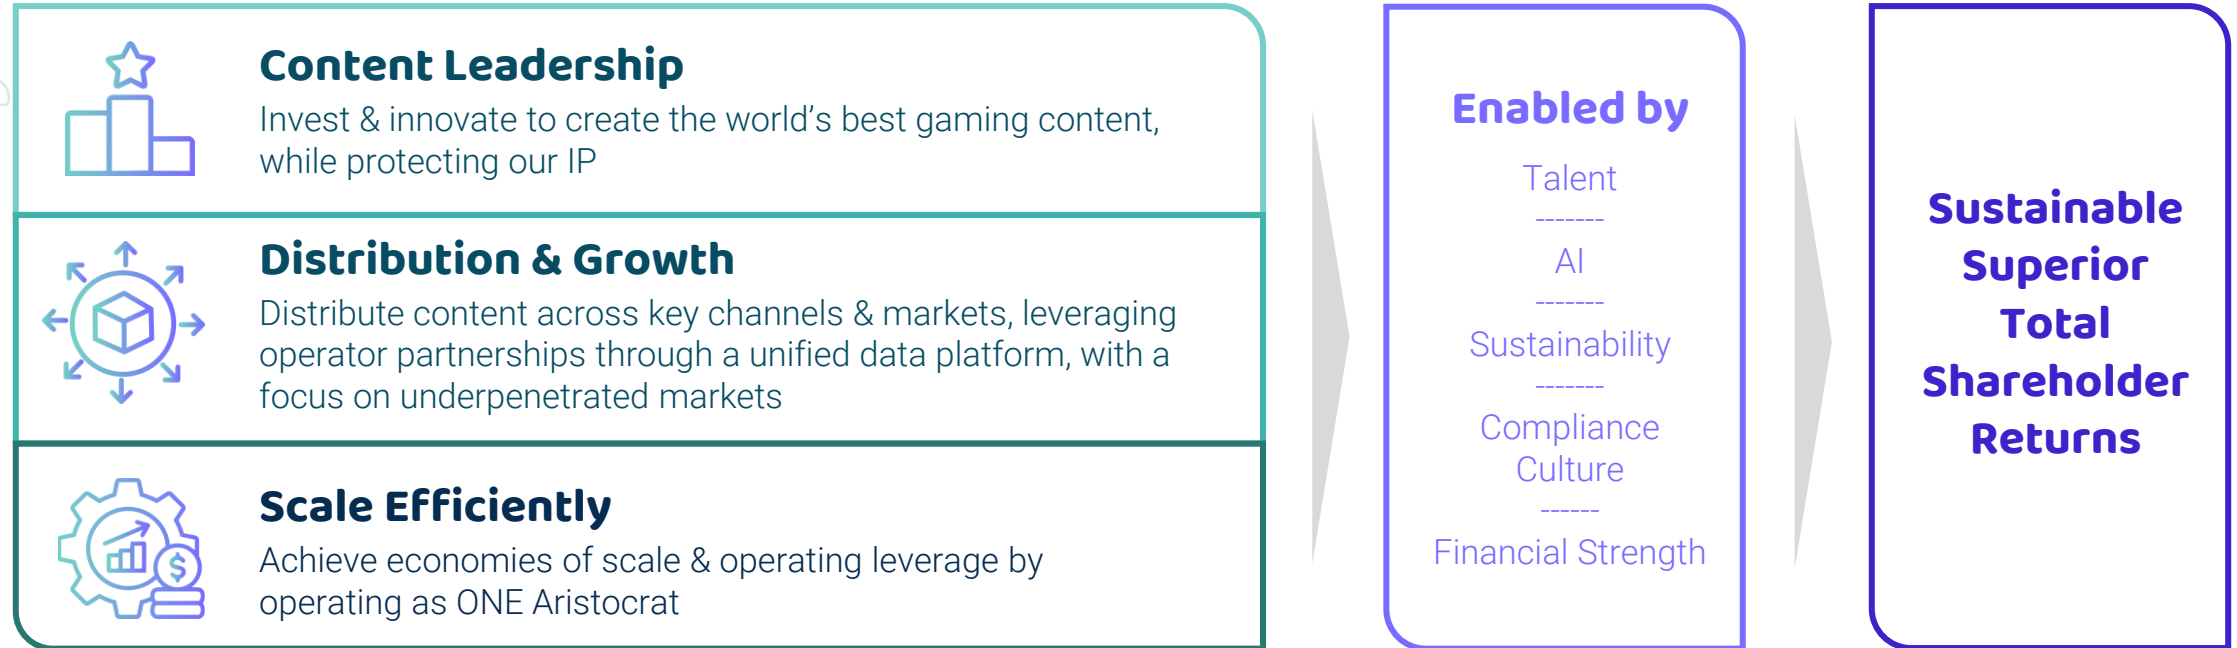 Content Leadership
Invest & innovate to create the world's best gaming content,
while protecting our IP
Distribution & Growth
Distribute content across key channels & markets, leveraging
operator partnerships through a unified data platform, with a
focus on underpenetrated markets
Scale Efficiently
Achieve economies of scale & operating leverage by
operating as ONE Aristocrat
Enabled by
Talent
-------
AI
-------
Sustainability
-------
Compliance
Culture
------
Financial Strength
Sustainable
Superior
Total
Shareholder
Returns